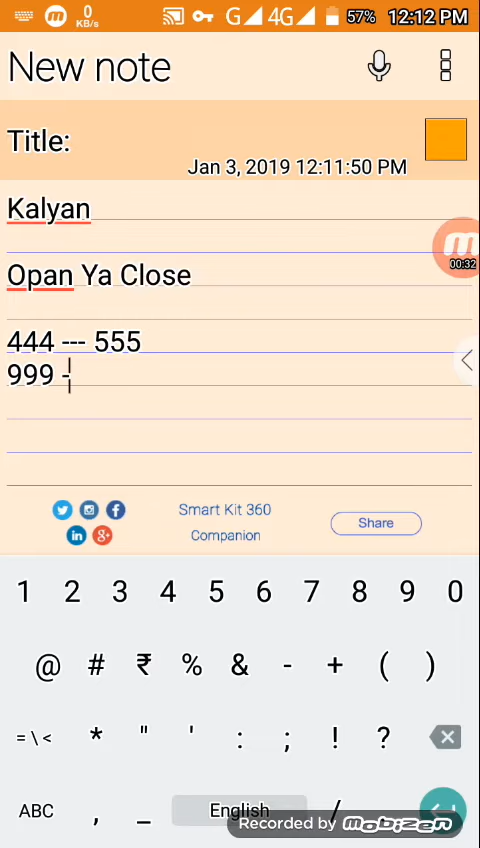 0
KB/s
G
4G
57%
12:12 PM
New note
Title:
Jan 3, 2019 12:11:50 PM
Kalyan
00:32
Opan Ya Close
444 --- 555
999 -
Smart Kit 360
Companion
Share
1 2 3 4 5 6 7 8 9 0
@ # ₹ % & - + ( )
= \ < * " ' : ; ! ?
ABC , _ English /
Recorded by mobizen